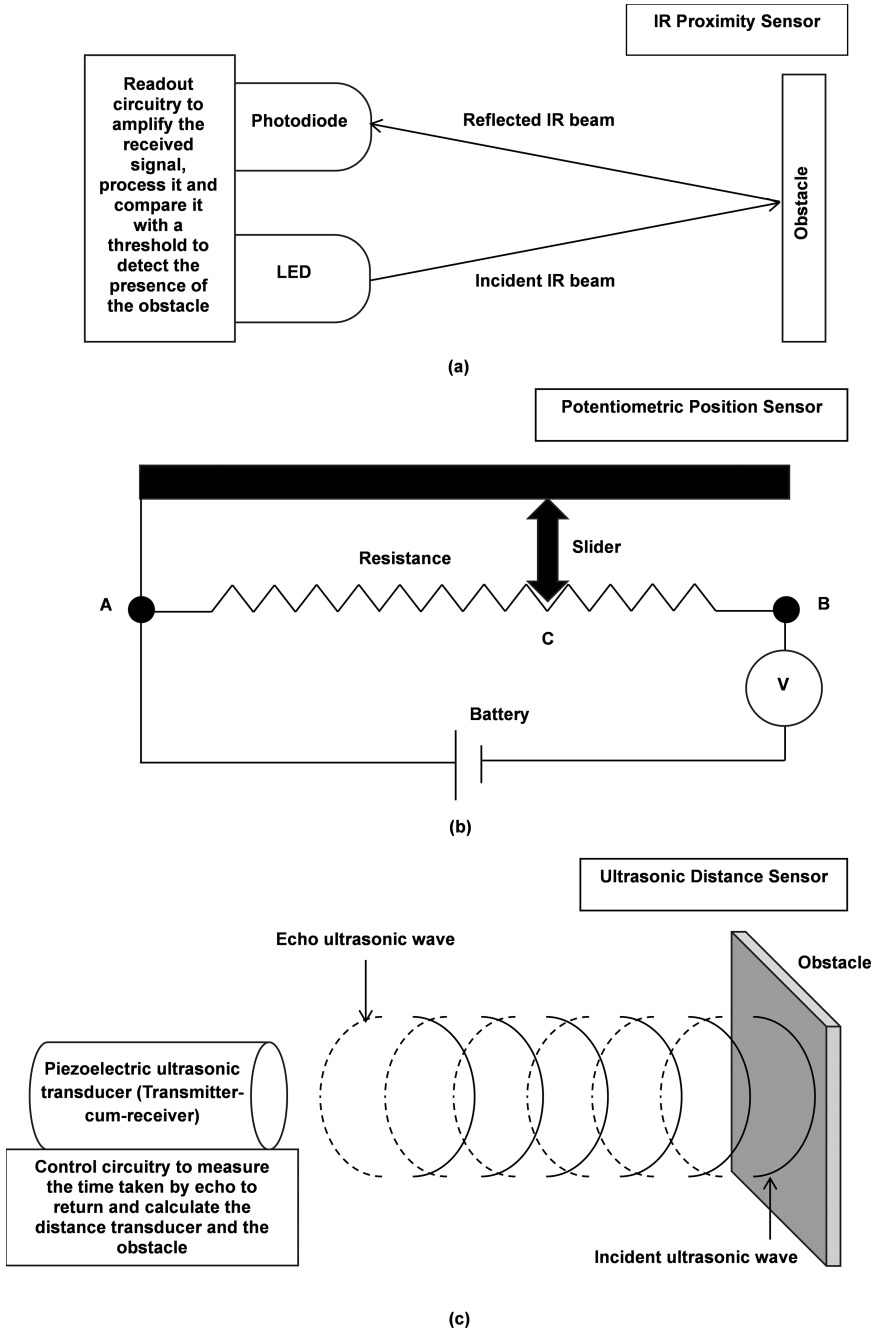 IR Proximity Sensor
Readout
circuitry to
amplify the
received
signal,
process it and
compare it
with a
threshold to
detect the
presence of
the obstacle
Photodiode
Reflected IR beam
Obstacle
LED
Incident IR beam
(a)
Potentiometric Position Sensor
Slider
Resistance
A
B
C
V
Battery
(b)
Ultrasonic Distance Sensor
Echo ultrasonic wave
Obstacle
Piezoelectric ultrasonic
transducer (Transmitter-
cum-receiver)
Control circuitry to measure
the time taken by echo to
return and calculate the
distance transducer and the
obstacle
Incident ultrasonic wave
(c)